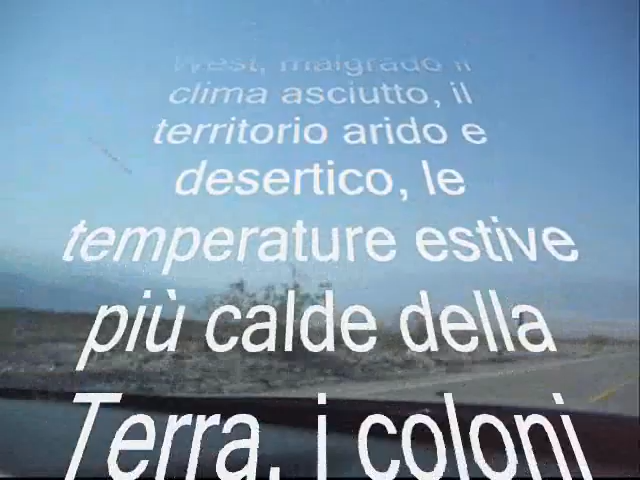 West, malgrado il
clima asciutto, il
territorio arido e
desertico, le
temperature estive
più calde della
Terra, i coloni